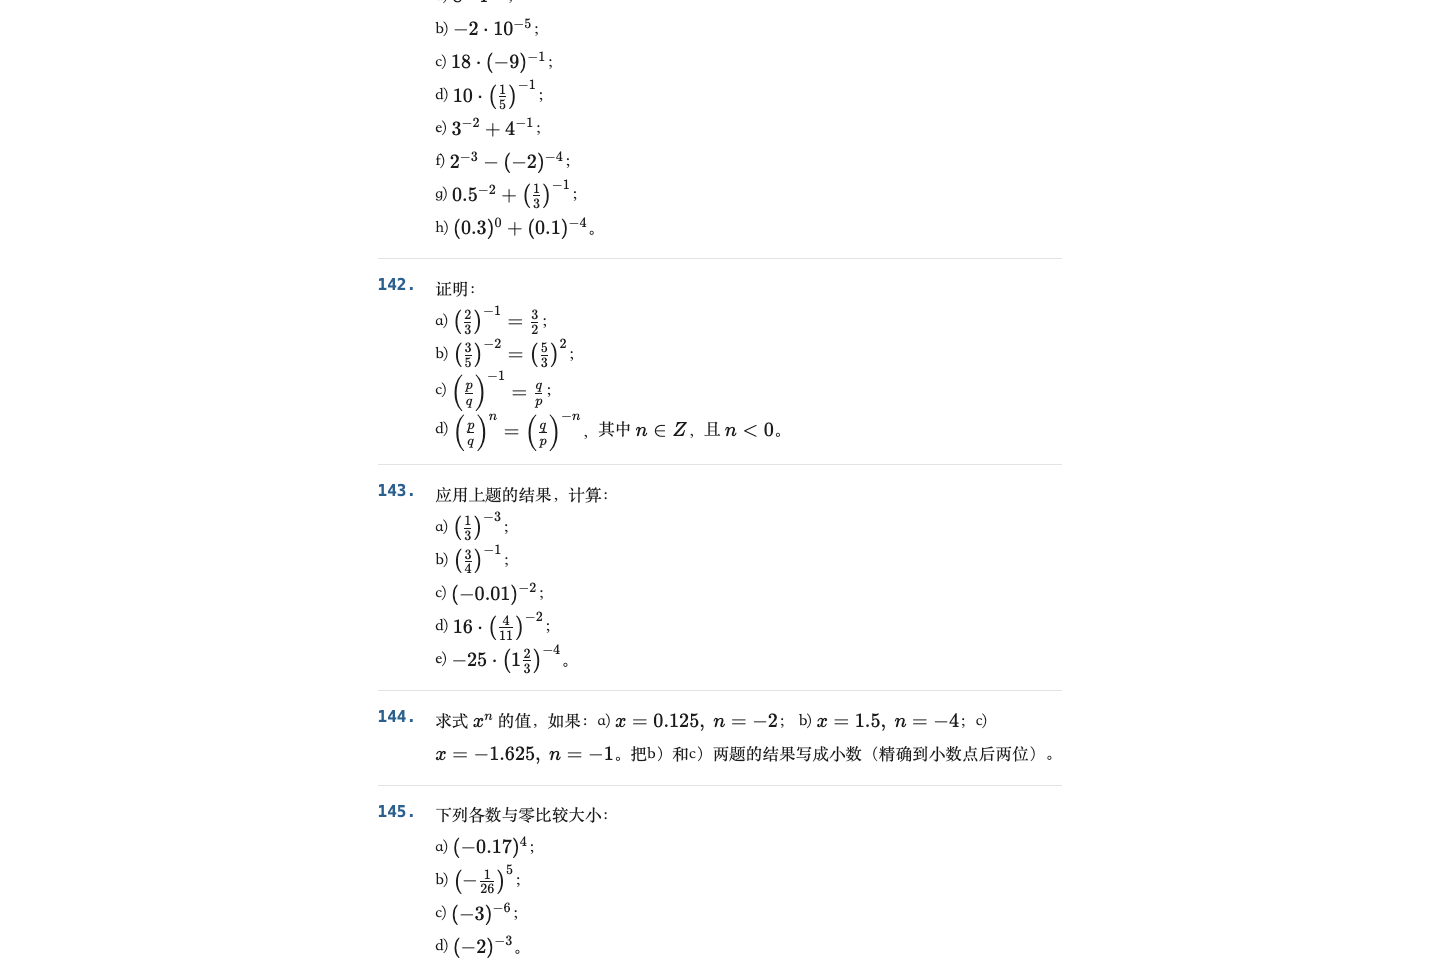 b) −2 · 10⁻⁵;
c) 18 · (−9)⁻¹;
d) 10 · (1/5)⁻¹;
e) 3⁻² + 4⁻¹;
f) 2⁻³ − (−2)⁻⁴;
g) 0.5⁻² + (1/3)⁻¹;
h) (0.3)⁰ + (0.1)⁻⁴。
142. 证明：
a) (2/3)⁻¹ = 3/2;
b) (3/5)⁻² = (5/3)²;
c) (p/q)⁻¹ = q/p;
d) (p/q)ⁿ = (q/p)⁻ⁿ，其中 n ∈ Z，且 n < 0。
143. 应用上题的结果，计算：
a) (1/3)⁻³;
b) (3/4)⁻¹;
c) (−0.01)⁻²;
d) 16 · (4/11)⁻²;
e) −25 · (1 2/3)⁻⁴。
144. 求式 xⁿ 的值，如果：a) x = 0.125, n = −2； b) x = 1.5, n = −4；c)
x = −1.625, n = −1。把b）和c）两题的结果写成小数（精确到小数点后两位）。
145. 下列各数与零比较大小：
a) (−0.17)⁴;
b) (−1/26)⁵;
c) (−3)⁻⁶;
d) (−2)⁻³。